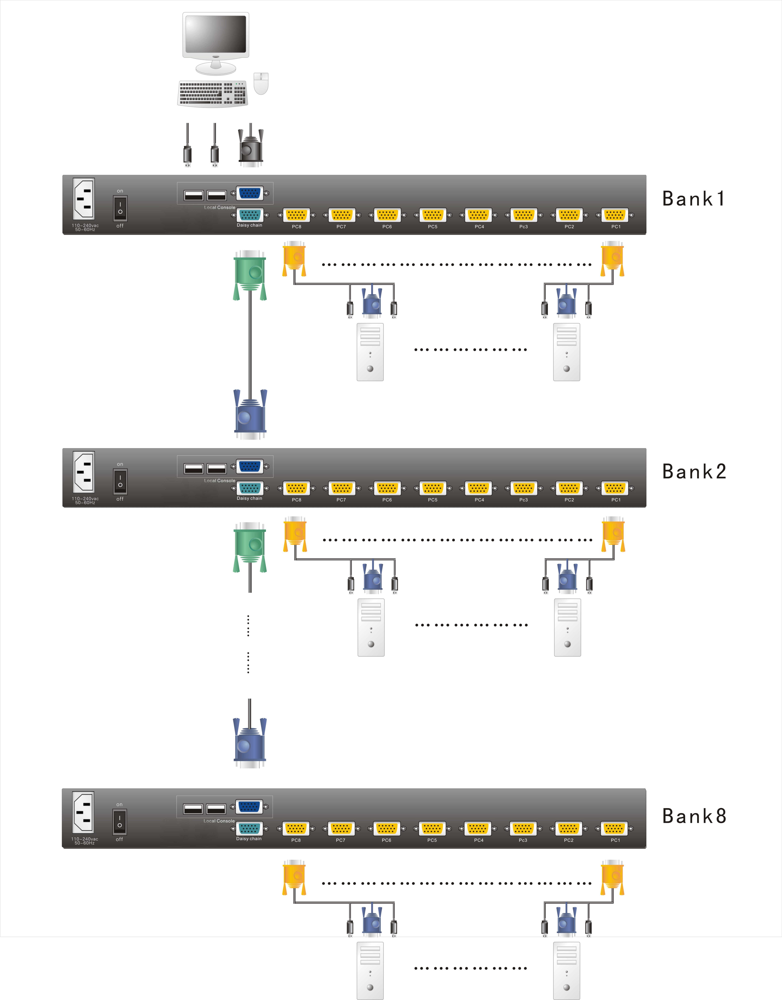 on
Local Console
Bank1
110-240vac
50-60Hz
off
Daisy chain
PC8
PC7
PC6
PC5
PC4
Pc3
PC2
PC1
on
Local Console
Bank2
110-240vac
50-60Hz
off
Daisy chain
PC8
PC7
PC6
PC5
PC4
Pc3
PC2
PC1
on
Local Console
Bank8
110-240vac
50-60Hz
off
Daisy chain
PC8
PC7
PC6
PC5
PC4
Pc3
PC2
PC1